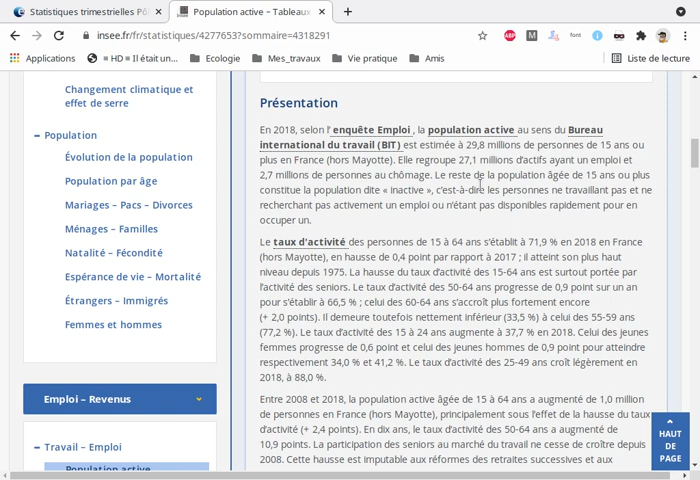 Statistiques trimestrielles Pôl
Population active – Tableaux
insee.fr/fr/statistiques/4277653?sommaire=4318291
Applications
≡ HD ≡ Il était un...
Ecologie
Mes_travaux
Vie pratique
Amis
Liste de lecture
Changement climatique et
effet de serre
Population
Évolution de la population
Population par âge
Mariages – Pacs – Divorces
Ménages – Familles
Natalité – Fécondité
Espérance de vie – Mortalité
Étrangers – Immigrés
Femmes et hommes
Emploi – Revenus
Travail – Emploi
Population active
Présentation
En 2018, selon l’ enquête Emploi , la population active au sens du Bureau
international du travail (BIT) est estimée à 29,8 millions de personnes de 15 ans ou
plus en France (hors Mayotte). Elle regroupe 27,1 millions d’actifs ayant un emploi et
2,7 millions de personnes au chômage. Le reste de la population âgée de 15 ans ou plus
constitue la population dite « inactive », c’est-à-dire les personnes ne travaillant pas et ne
recherchant pas activement un emploi ou n’étant pas disponibles rapidement pour en
occuper un.
Le taux d’activité des personnes de 15 à 64 ans s’établit à 71,9 % en 2018 en France
(hors Mayotte), en hausse de 0,4 point par rapport à 2017 ; il atteint son plus haut
niveau depuis 1975. La hausse du taux d’activité des 15-64 ans est surtout portée par
l’activité des seniors. Le taux d’activité des 50-64 ans progresse de 0,9 point sur un an
pour s’établir à 66,5 % ; celui des 60-64 ans s’accroît plus fortement encore
(+ 2,0 points). Il demeure toutefois nettement inférieur (33,5 %) à celui des 55-59 ans
(77,2 %). Le taux d’activité des 15 à 24 ans augmente à 37,7 % en 2018. Celui des jeunes
femmes progresse de 0,6 point et celui des jeunes hommes de 0,9 point pour atteindre
respectivement 34,0 % et 41,2 %. Le taux d’activité des 25-49 ans croît légèrement en
2018, à 88,0 %.
Entre 2008 et 2018, la population active âgée de 15 à 64 ans a augmenté de 1,0 million
de personnes en France (hors Mayotte), principalement sous l’effet de la hausse du taux
d’activité (+ 2,4 points). En dix ans, le taux d’activité des 50-64 ans a augmenté de
10,9 points. La participation des seniors au marché du travail ne cesse de croître depuis
2008. Cette hausse est imputable aux réformes des retraites successives et aux
HAUT
DE
PAGE